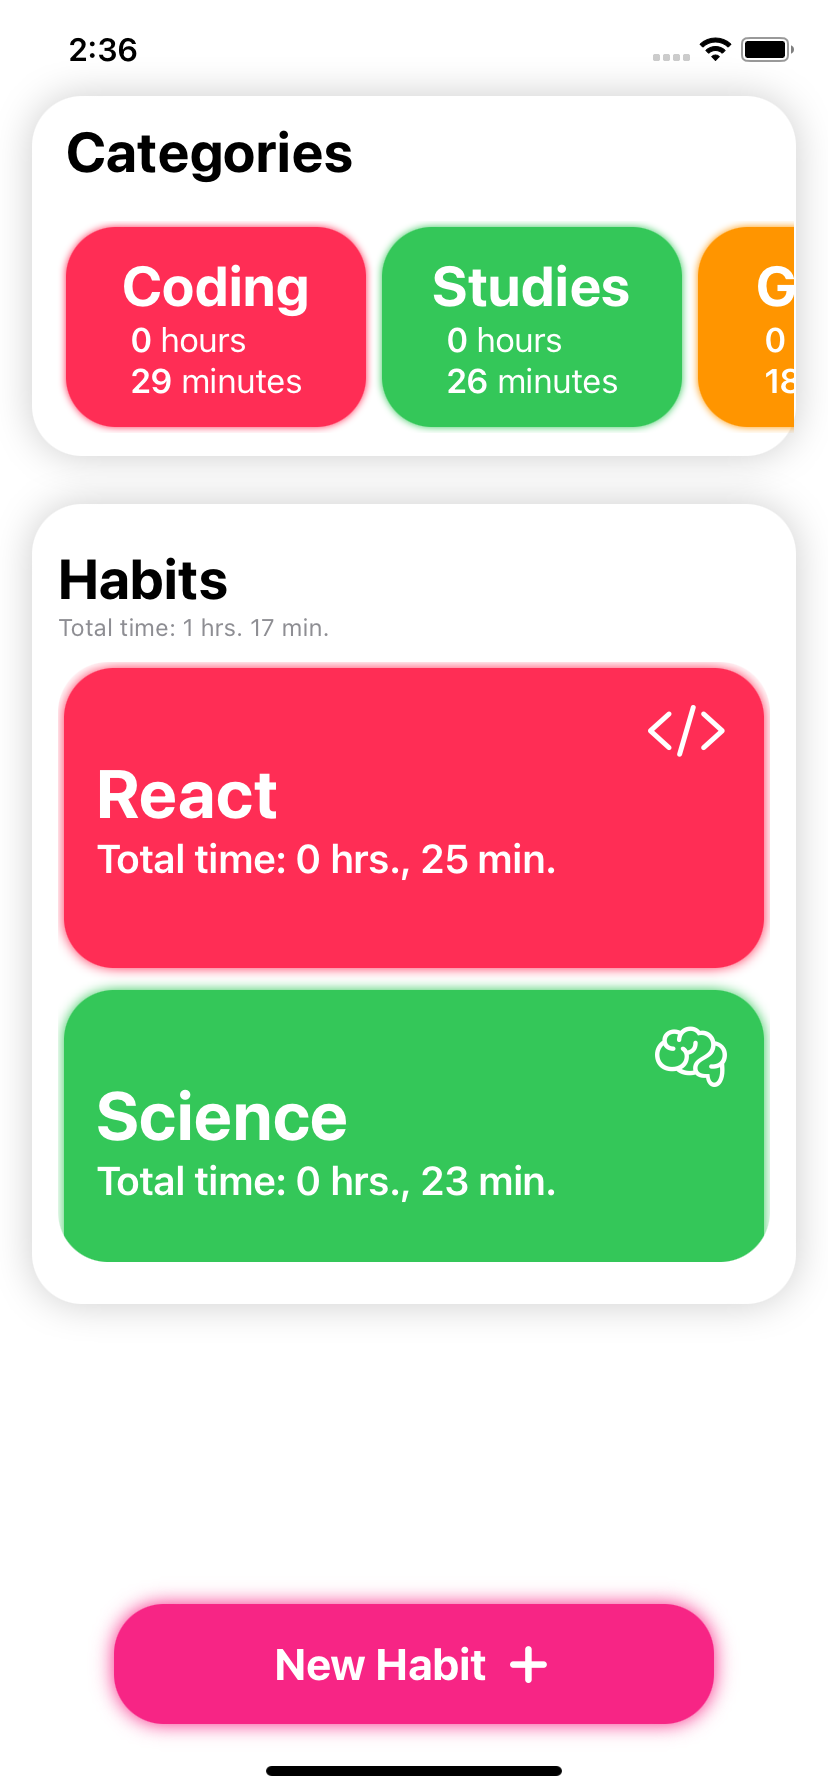 2:36
Categories
Coding
0 hours
29 minutes
Studies
0 hours
26 minutes
G
0
18
Habits
Total time: 1 hrs. 17 min.
React
Total time: 0 hrs., 25 min.
Science
Total time: 0 hrs., 23 min.
New Habit +